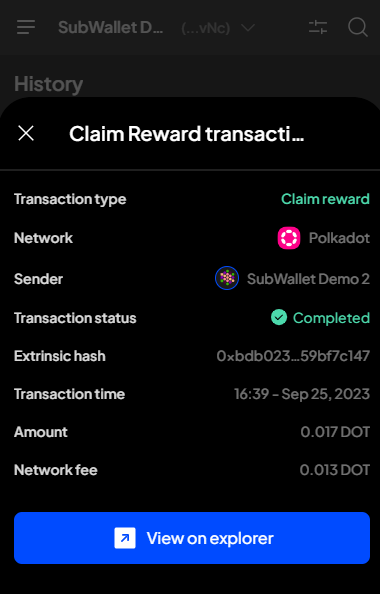 SubWallet D... (...vNc)
History
Claim Reward transacti...
Transaction type Claim reward
Network Polkadot
Sender SubWallet Demo 2
Transaction status Completed
Extrinsic hash 0xbdb023...59bf7c147
Transaction time 16:39 - Sep 25, 2023
Amount 0.017 DOT
Network fee 0.013 DOT
View on explorer